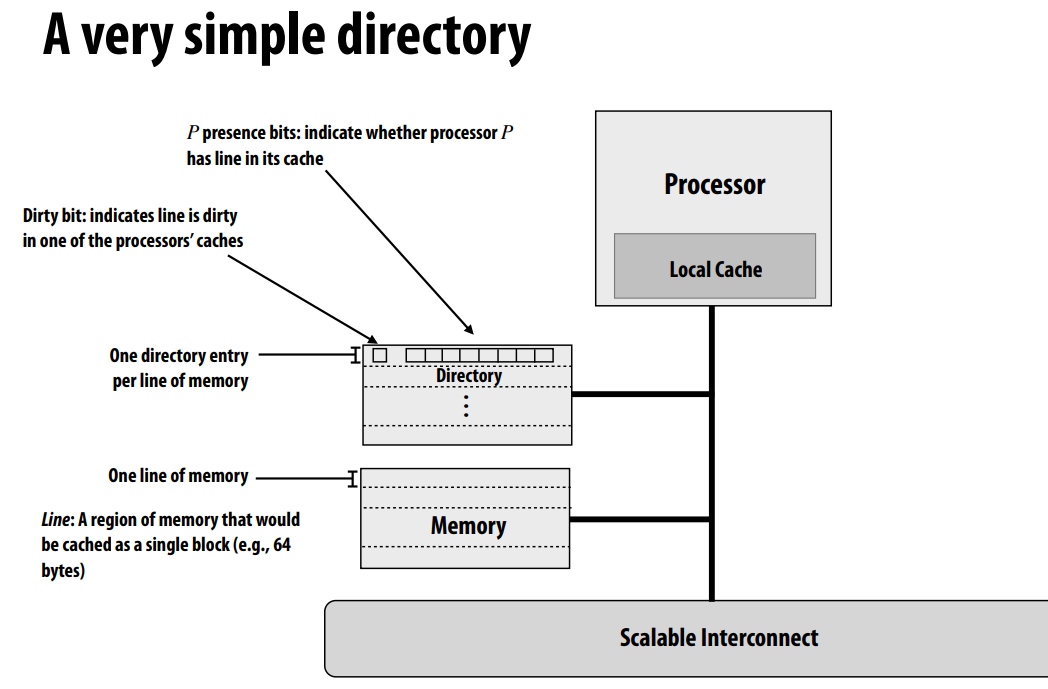 A very simple directory
P presence bits: indicate whether processor P
has line in its cache
Dirty bit: indicates line is dirty
in one of the processors’ caches
Processor
Local Cache
One directory entry
per line of memory
Directory
One line of memory
Line: A region of memory that would
be cached as a single block (e.g., 64
bytes)
Memory
Scalable Interconnect